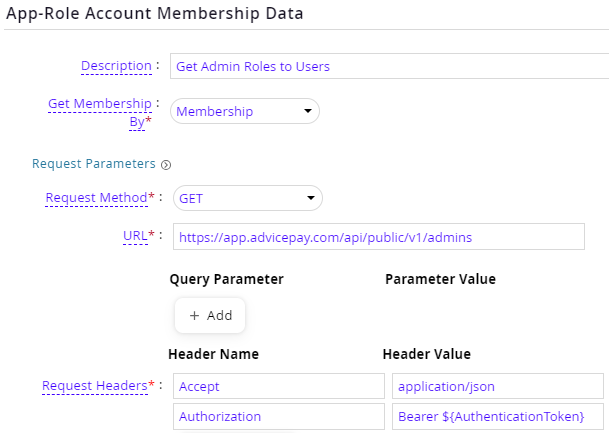 App-Role Account Membership Data
Description : Get Admin Roles to Users
Get Membership :
By* Membership
Request Parameters
Request Method* : GET
URL* : https://app.advicepay.com/api/public/v1/admins
Query Parameter Parameter Value
+ Add
Header Name Header Value
Request Headers* : Accept application/json
Authorization Bearer ${AuthenticationToken}